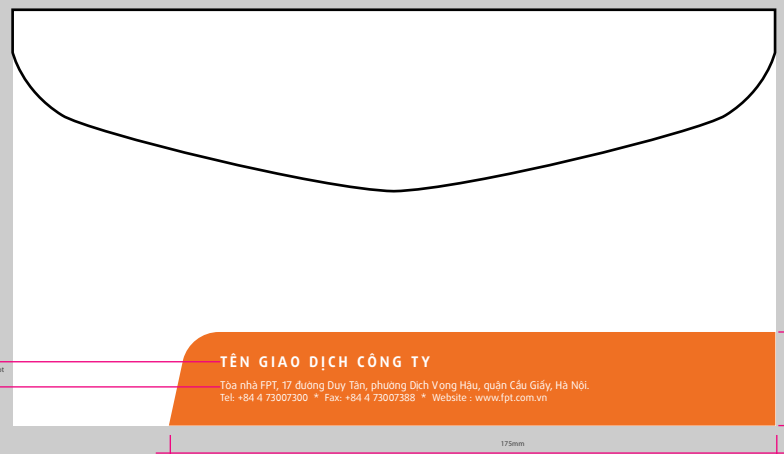 TÊN GIAO DỊCH CÔNG TY
Tòa nhà FPT, 17 đường Duy Tân, phường Dịch Vọng Hậu, quận Cầu Giấy, Hà Nội.
Tel: +84 4 73007300 * Fax: +84 4 73007388 * Website : www.fpt.com.vn
175mm